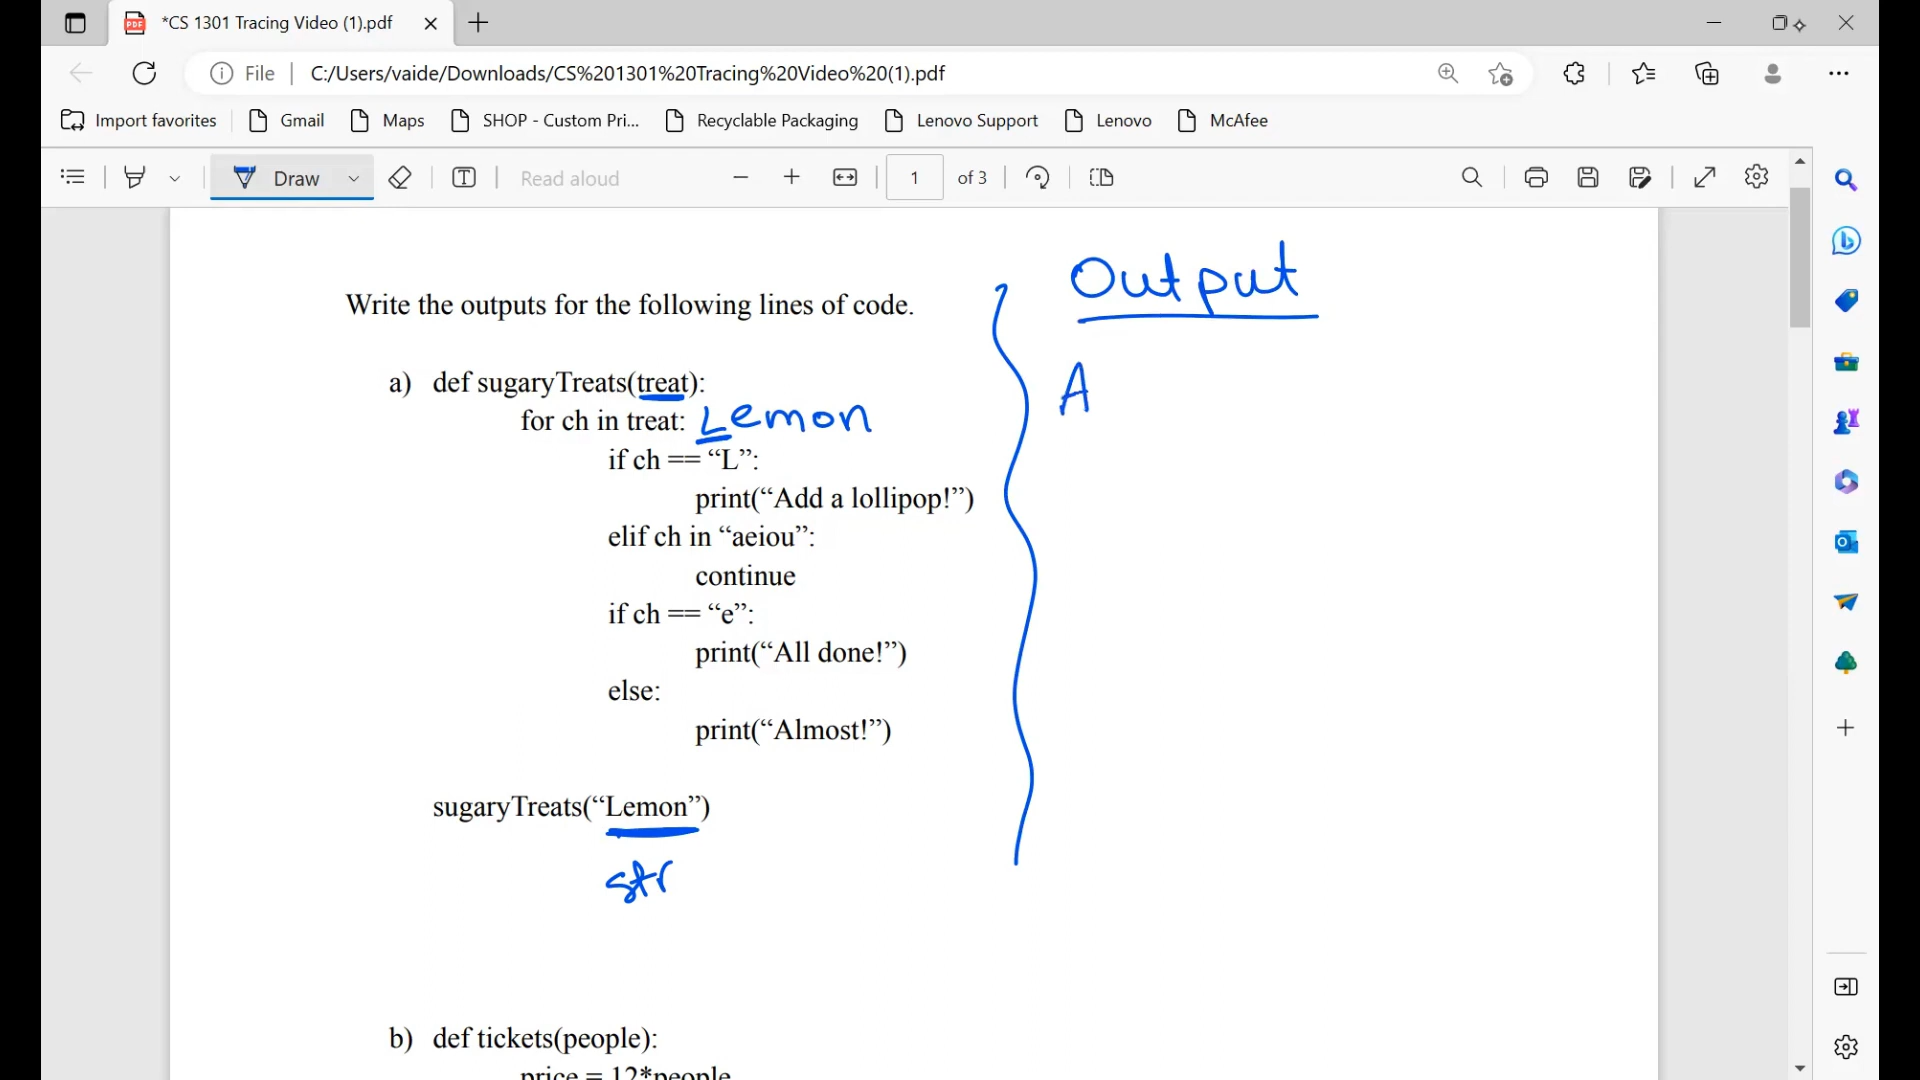 *CS 1301 Tracing Video (1).pdf
File
C:/Users/vaide/Downloads/CS%201301%20Tracing%20Video%20(1).pdf
Import favorites
Gmail
Maps
SHOP - Custom Pri...
Recyclable Packaging
Lenovo Support
Lenovo
McAfee
Draw
Read aloud
1
of 3
Output
Write the outputs for the following lines of code.
a) def sugaryTreats(treat):
A
for ch in treat: Lemon
if ch == “L”:
print(“Add a lollipop!”)
elif ch in “aeiou”:
continue
if ch == “e”:
print(“All done!”)
else:
print(“Almost!”)
sugaryTreats(“Lemon”)
str
b) def tickets(people):
price = 12*people